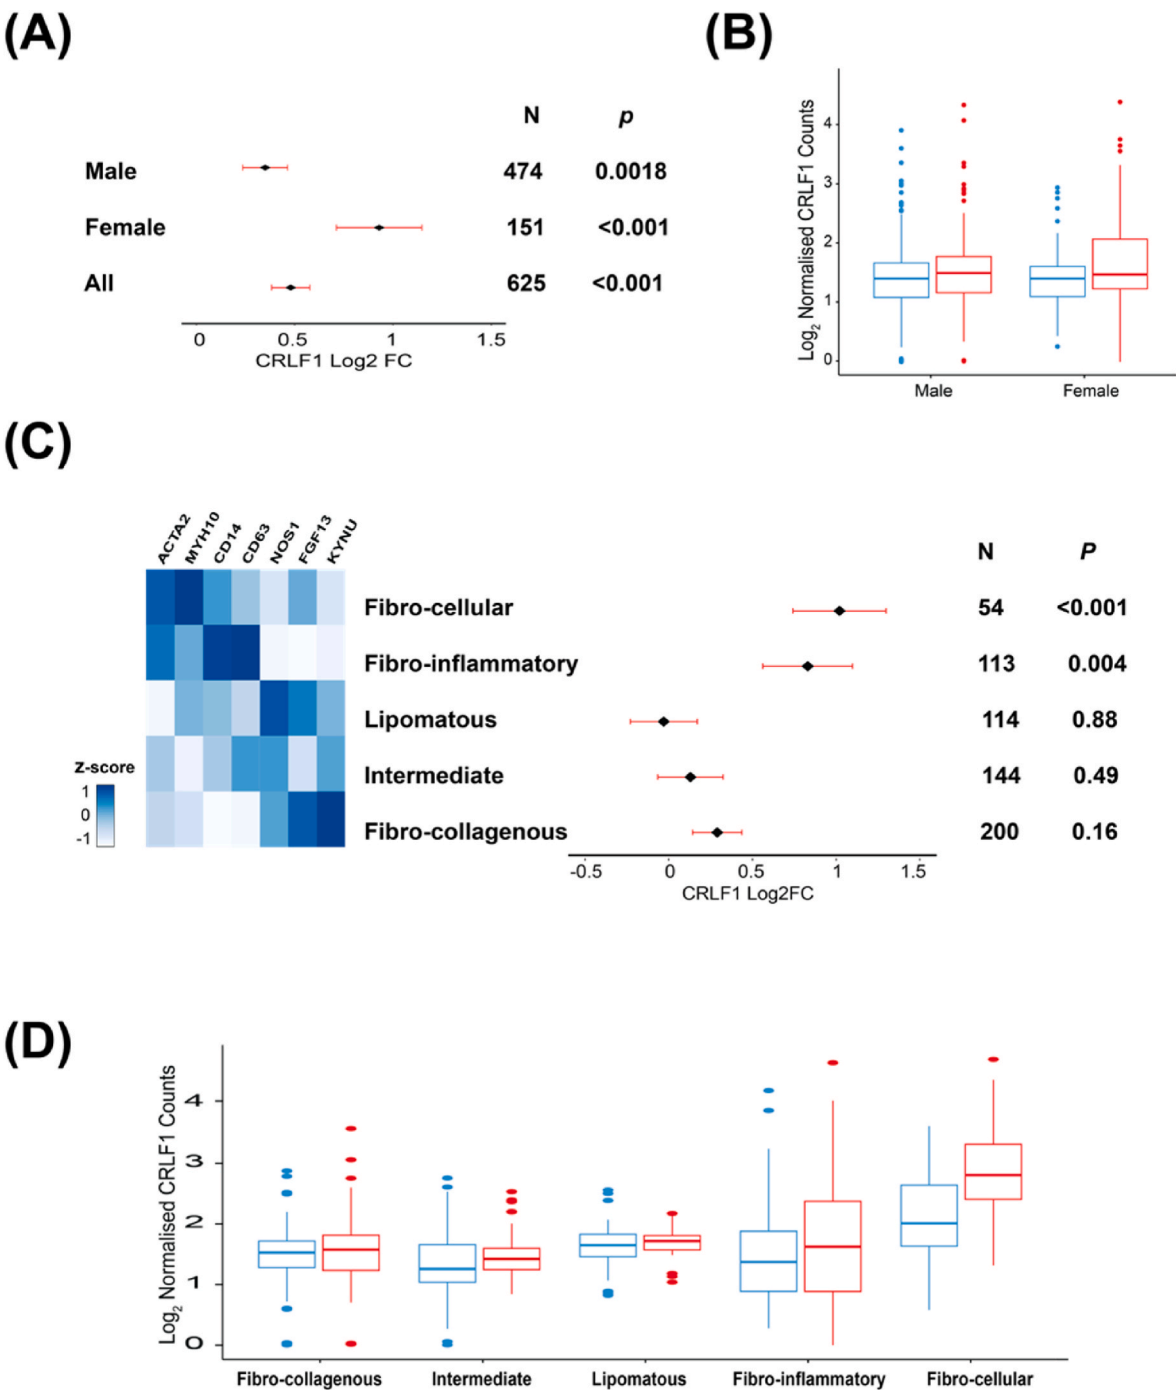 (A)
N p
Male 474 0.0018
Female 151 <0.001
All 625 <0.001
0 0.5 1 1.5
CRLF1 Log2 FC
(B)
Log2 Normalised CRLF1 Counts
4
3
2
1
0
Male Female
(C)
ACTA2 MYH10 CD14 CD63 NOS1 FGF13 KYNU
N P
Fibro-cellular 54 <0.001
Fibro-inflammatory 113 0.004
Lipomatous 114 0.88
Intermediate 144 0.49
Fibro-collagenous 200 0.16
z-score
1
0
-1
-0.5 0 0.5 1 1.5
CRLF1 Log2FC
(D)
Log2 Normalised CRLF1 Counts
4
3
2
1
0
Fibro-collagenous Intermediate Lipomatous Fibro-inflammatory Fibro-cellular